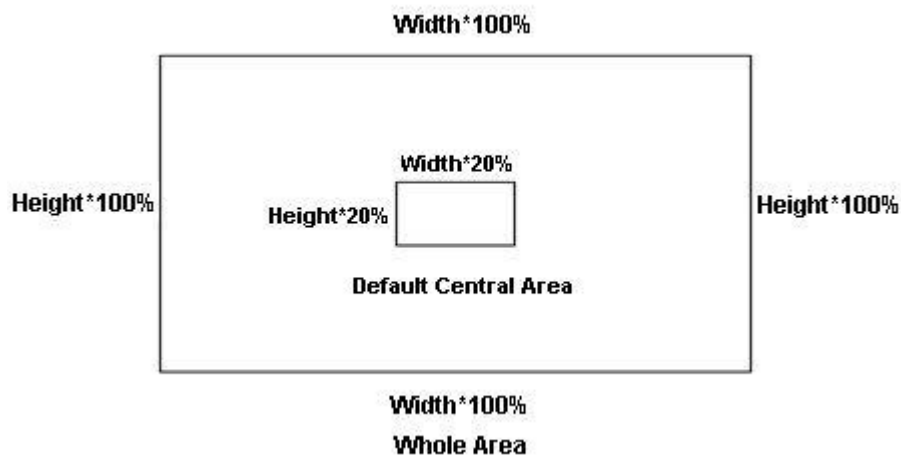 Width*100%
Width*20%
Height*100%
Height*20%
Height*100%
Default Central Area
Width*100%
Whole Area